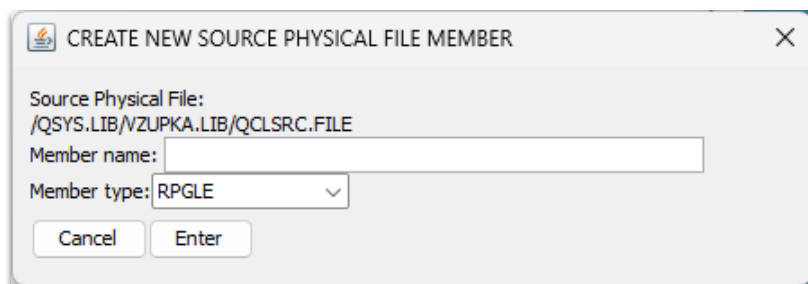 CREATE NEW SOURCE PHYSICAL FILE MEMBER
Source Physical File:
/QSYS.LIB/VZUPKA.LIB/QCLSRC.FILE
Member name:
Member type: RPGLE
Cancel Enter